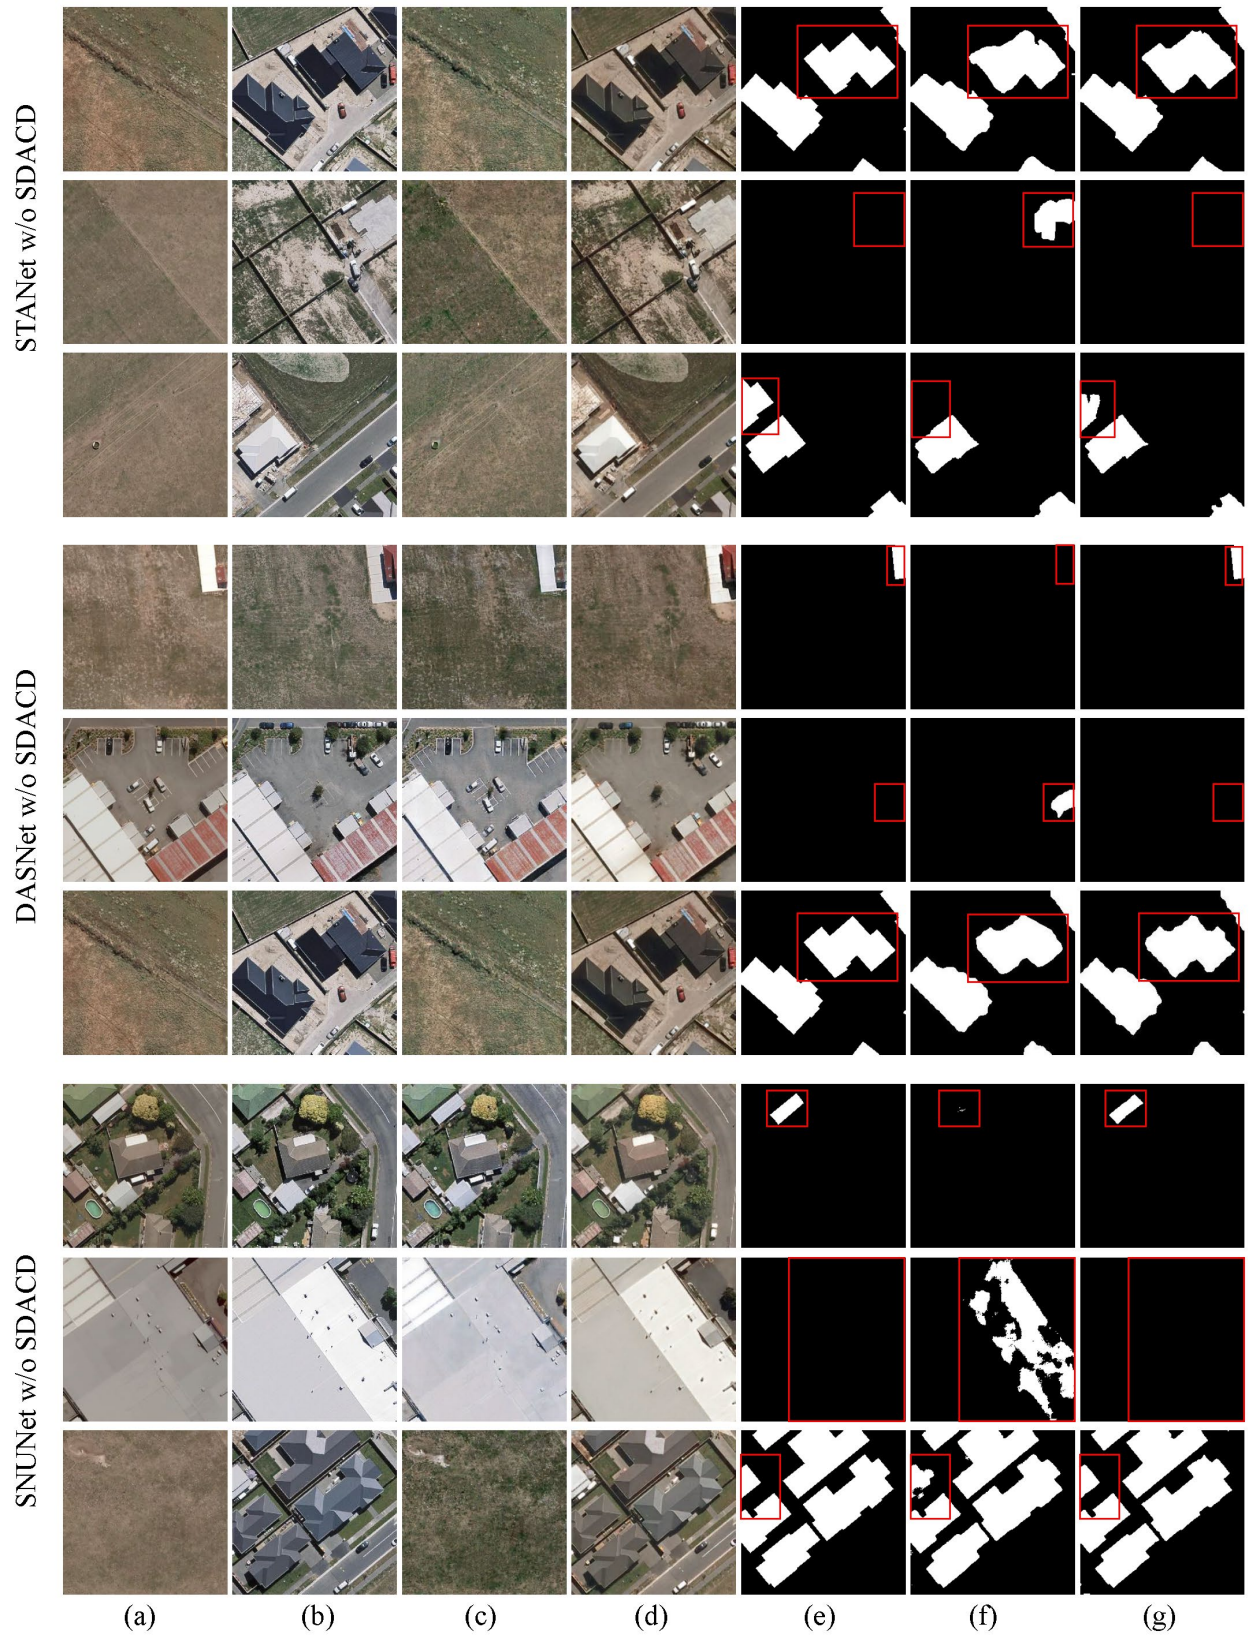 STANet w/o SDACD
DASNet w/o SDACD
SNUNet w/o SDACD
(a) (b) (c) (d) (e) (f) (g)